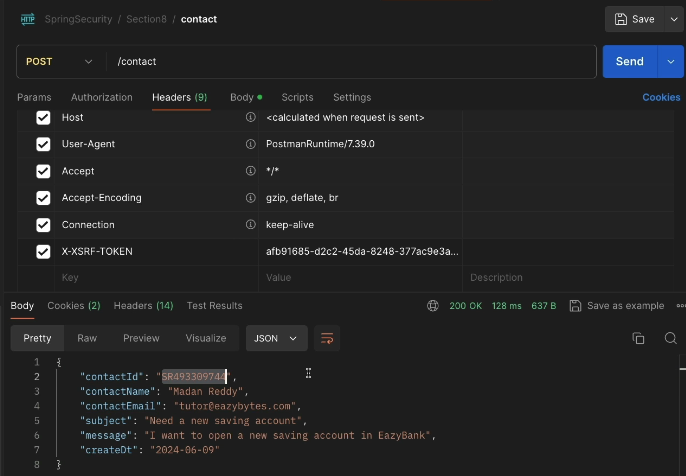 HTTP SpringSecurity / Section8 / contact Save
POST /contact Send
Params Authorization Headers (9) Body Scripts Settings Cookies
Host <calculated when request is sent>
User-Agent PostmanRuntime/7.39.0
Accept */*
Accept-Encoding gzip, deflate, br
Connection keep-alive
X-XSRF-TOKEN afb91685-d2c2-45da-8248-377ac9e3a...
Key Value Description
Body Cookies (2) Headers (14) Test Results 200 OK 128 ms 637 B Save as example
Pretty Raw Preview Visualize JSON
1 {
2 "contactId": "SR493309744",
3 "contactName": "Madan Reddy",
4 "contactEmail": "tutor@eazybytes.com",
5 "subject": "Need a new saving account",
6 "message": "I want to open a new saving account in EazyBank",
7 "createDt": "2024-06-09"
8 }